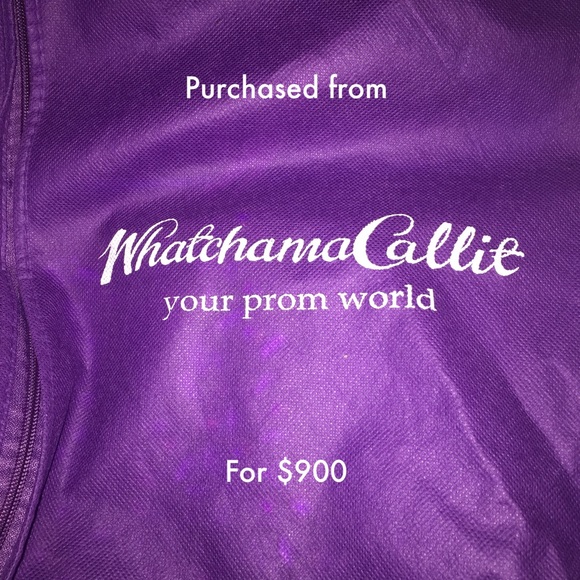 Purchased from
WhatchamaCallit
your prom world
For $900